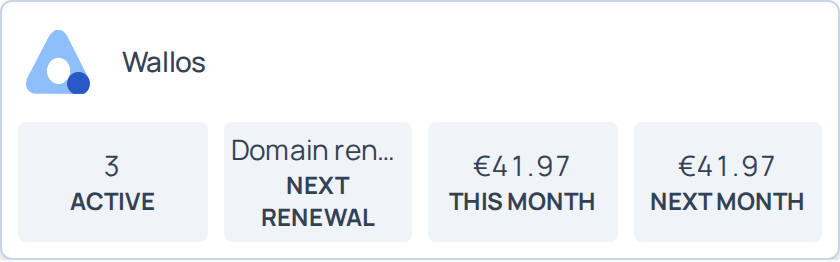 Wallos
3
ACTIVE
Domain ren...
NEXT
RENEWAL
€41.97
THIS MONTH
€41.97
NEXT MONTH